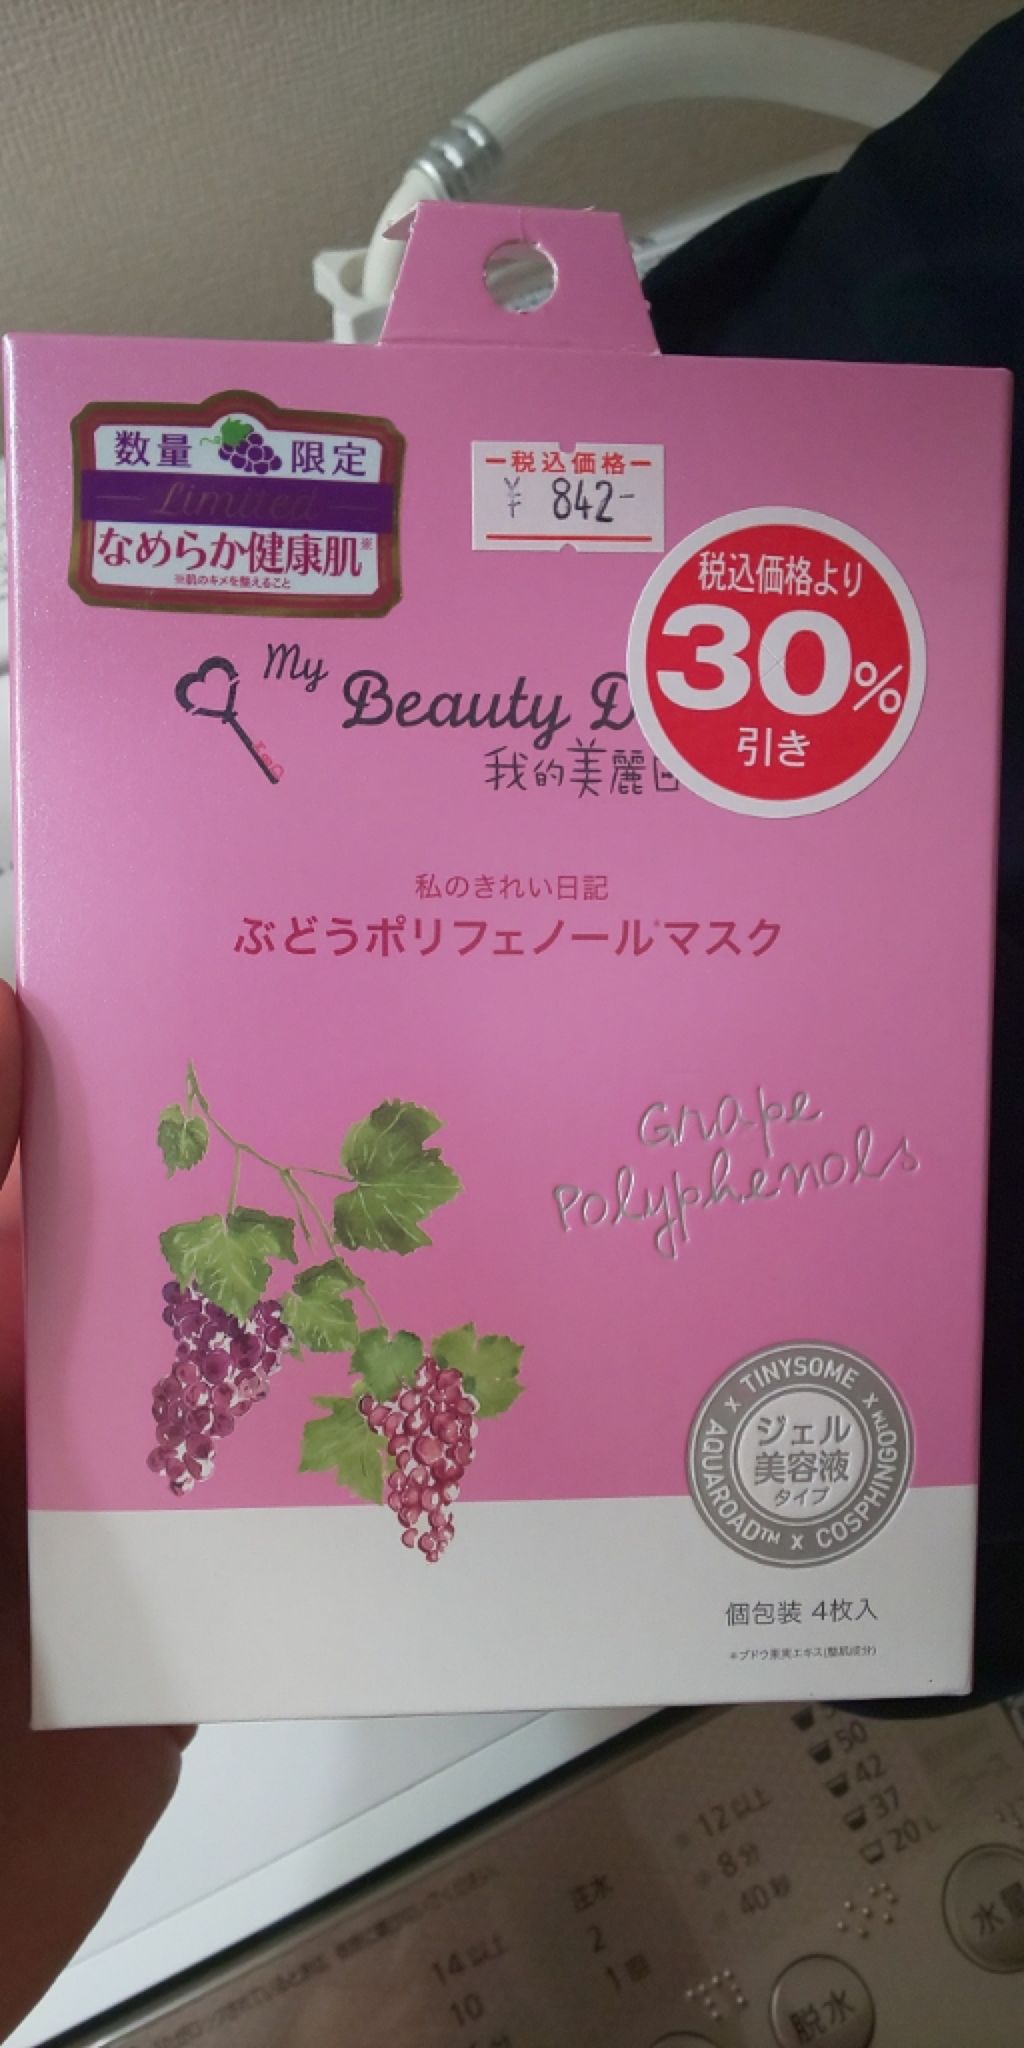 数量 限定
Limited
なめらか健康肌※
※肌のキメを整えること
税込価格
¥ 842-
税込価格より
30%
引き
My
Beauty D
我的美麗日
私のきれい日記
ぶどうポリフェノール*マスク
Grape
Polyphenols
TINYSOME x COSPHINGO™ x AQUAROAD™ x
ジェル
美容液
タイプ
個包装 4枚入
*ブドウ果実エキス(整肌成分)
50
42
37
20
12以上
8分
40秒
注水
2
1回
14以上
10
水量
脱水